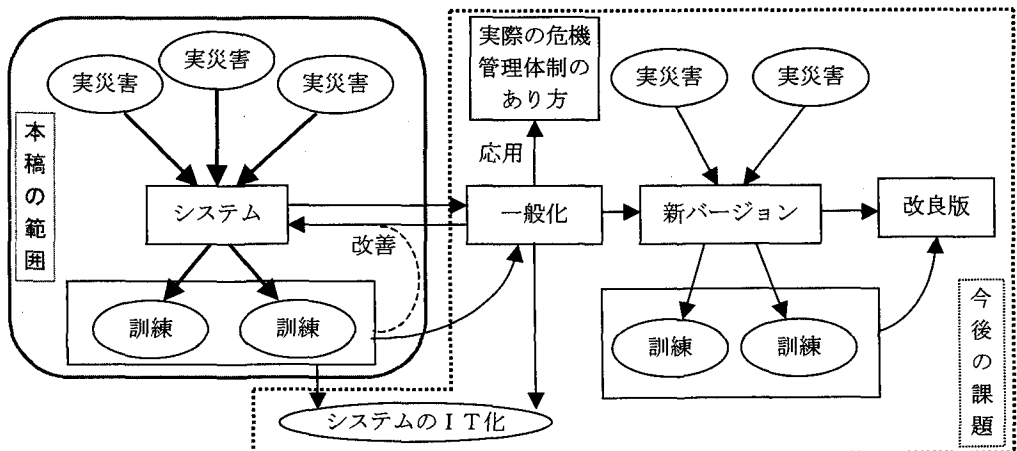 実災害
実災害
実災害
本稿の範囲
システム
改善
訓練
訓練
実際の危機
管理体制の
あり方
応用
一般化
実災害
実災害
新バージョン
改良版
訓練
訓練
今後の課題
システムのＩＴ化